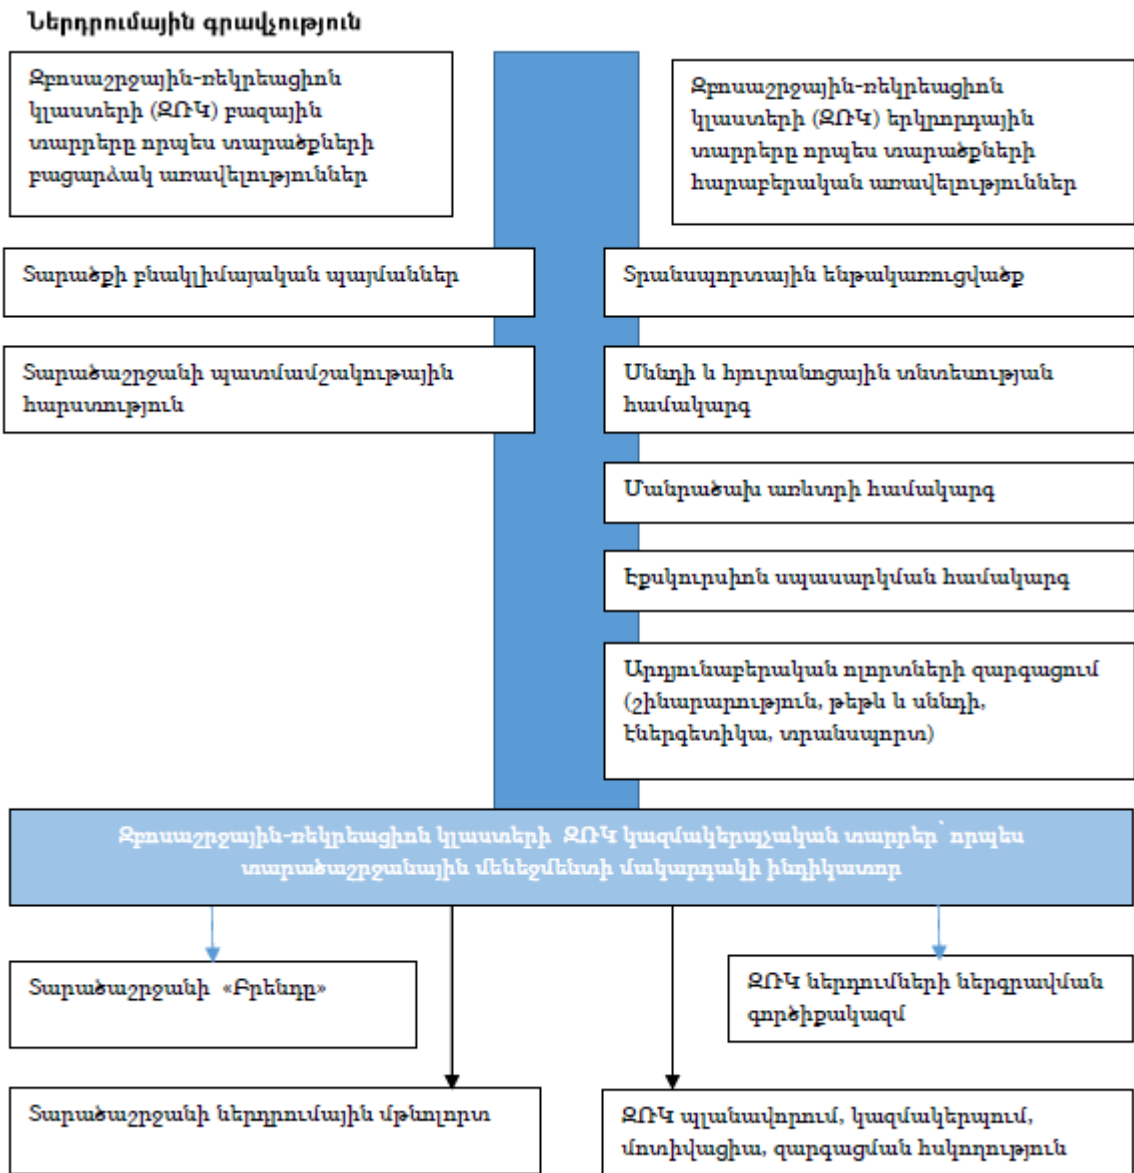 Ներդրումային գրավչություն
Զբոսաշրջային-ռեկրեացիոն
կլաստերի (ԶՌԿ) բազային
տարրերը որպես տարածքների
բացարձակ առավելություններ
Զբոսաշրջային-ռեկրեացիոն
կլաստերի (ԶՌԿ) երկրորդային
տարրերը որպես տարածքների
հարաբերական առավելություններ
Տարածքի բնակլիմայական պայմաններ
Տրանսպորտային ենթակառուցվածք
Տարածաշրջանի պատմամշակութային
հարստություն
Սննդի և հյուրանոցային տնտեսության
համակարգ
Մանրածախ առևտրի համակարգ
Էքսկուրսիոն սպասարկման համակարգ
Արդյունաբերական ոլորտների զարգացում
(շինարարություն, թեթև և սննդի,
էներգետիկա, տրանսպորտ)
Զբոսաշրջային-ռեկրեացիոն կլաստերի ԶՌԿ կազմակերպչական տարրեր՝ որպես
տարածաշրջանային մենեջմենտի մակարդակի ինդիկատոր
Տարածաշրջանի «Բրենդը»
ԶՌԿ ներդումների ներգրավման
գործիքակազմ
Տարածաշրջանի ներդրումային մթնոլորտ
ԶՌԿ պլանավորում, կազմակերպում,
մոտիվացիա, զարգացման հսկողություն